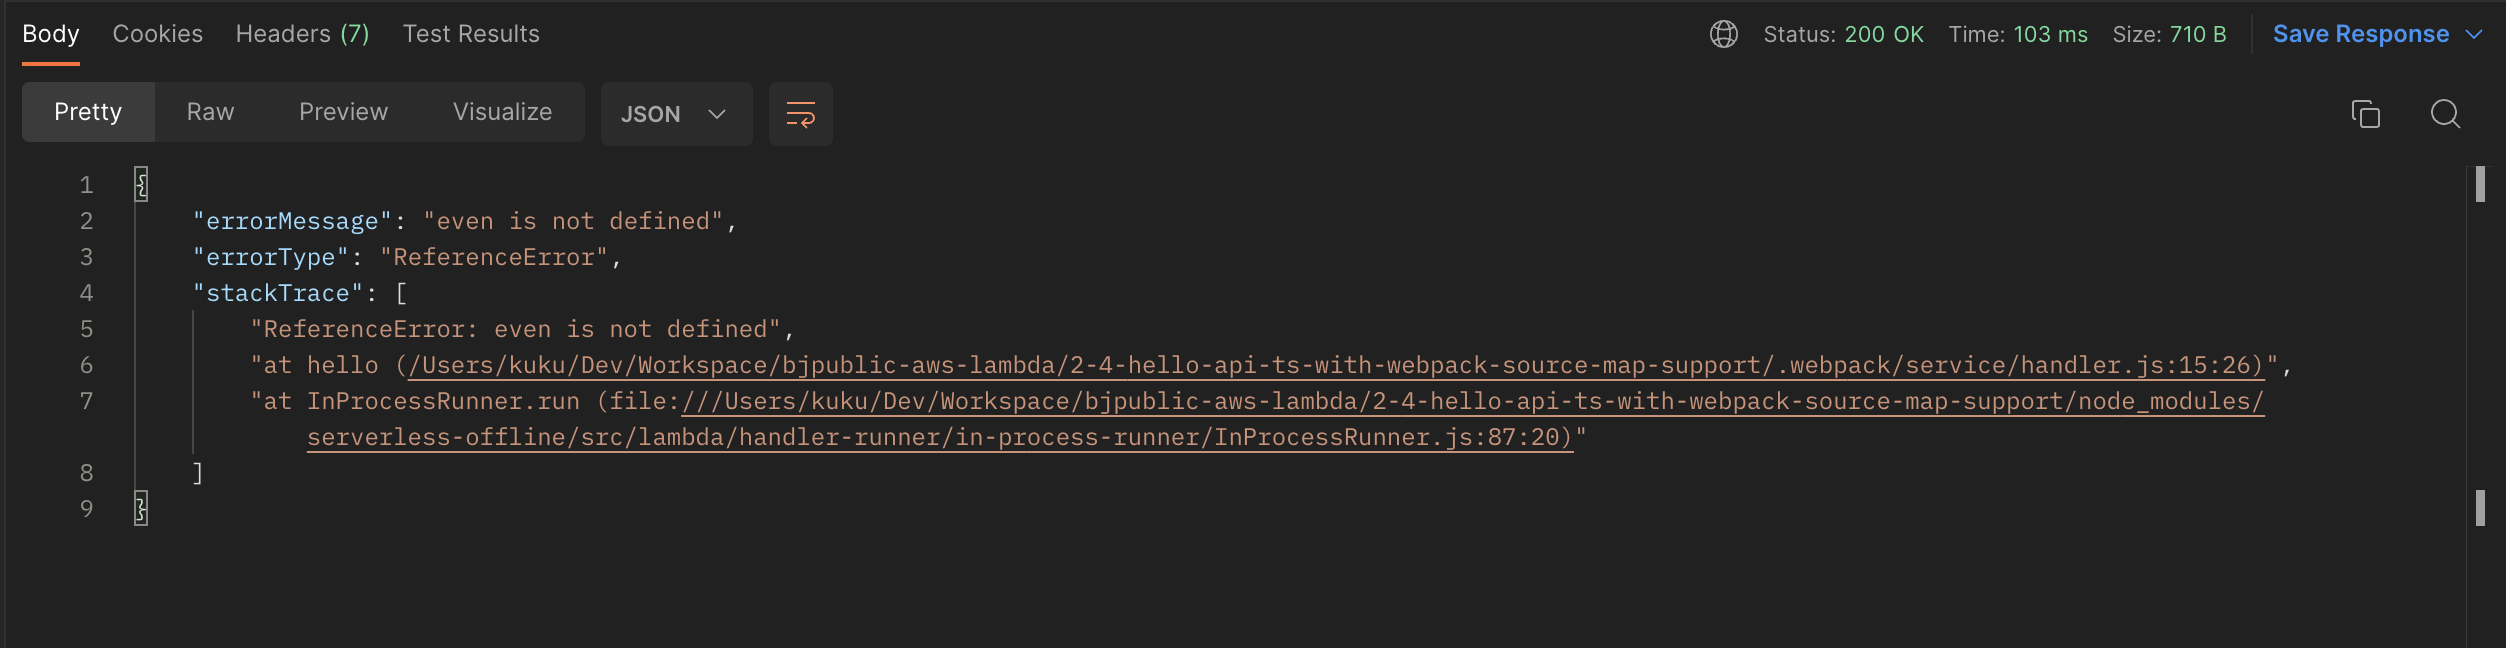 Body Cookies Headers (7) Test Results Status: 200 OK Time: 103 ms Size: 710 B Save Response
Pretty Raw Preview Visualize JSON
1 {
2 "errorMessage": "even is not defined",
3 "errorType": "ReferenceError",
4 "stackTrace": [
5 "ReferenceError: even is not defined",
6 "at hello (/Users/kuku/Dev/Workspace/bjpublic-aws-lambda/2-4-hello-api-ts-with-webpack-source-map-support/.webpack/service/handler.js:15:26)",
7 "at InProcessRunner.run (file:///Users/kuku/Dev/Workspace/bjpublic-aws-lambda/2-4-hello-api-ts-with-webpack-source-map-support/node_modules/
serverless-offline/src/lambda/handler-runner/in-process-runner/InProcessRunner.js:87:20)"
8 ]
9 }